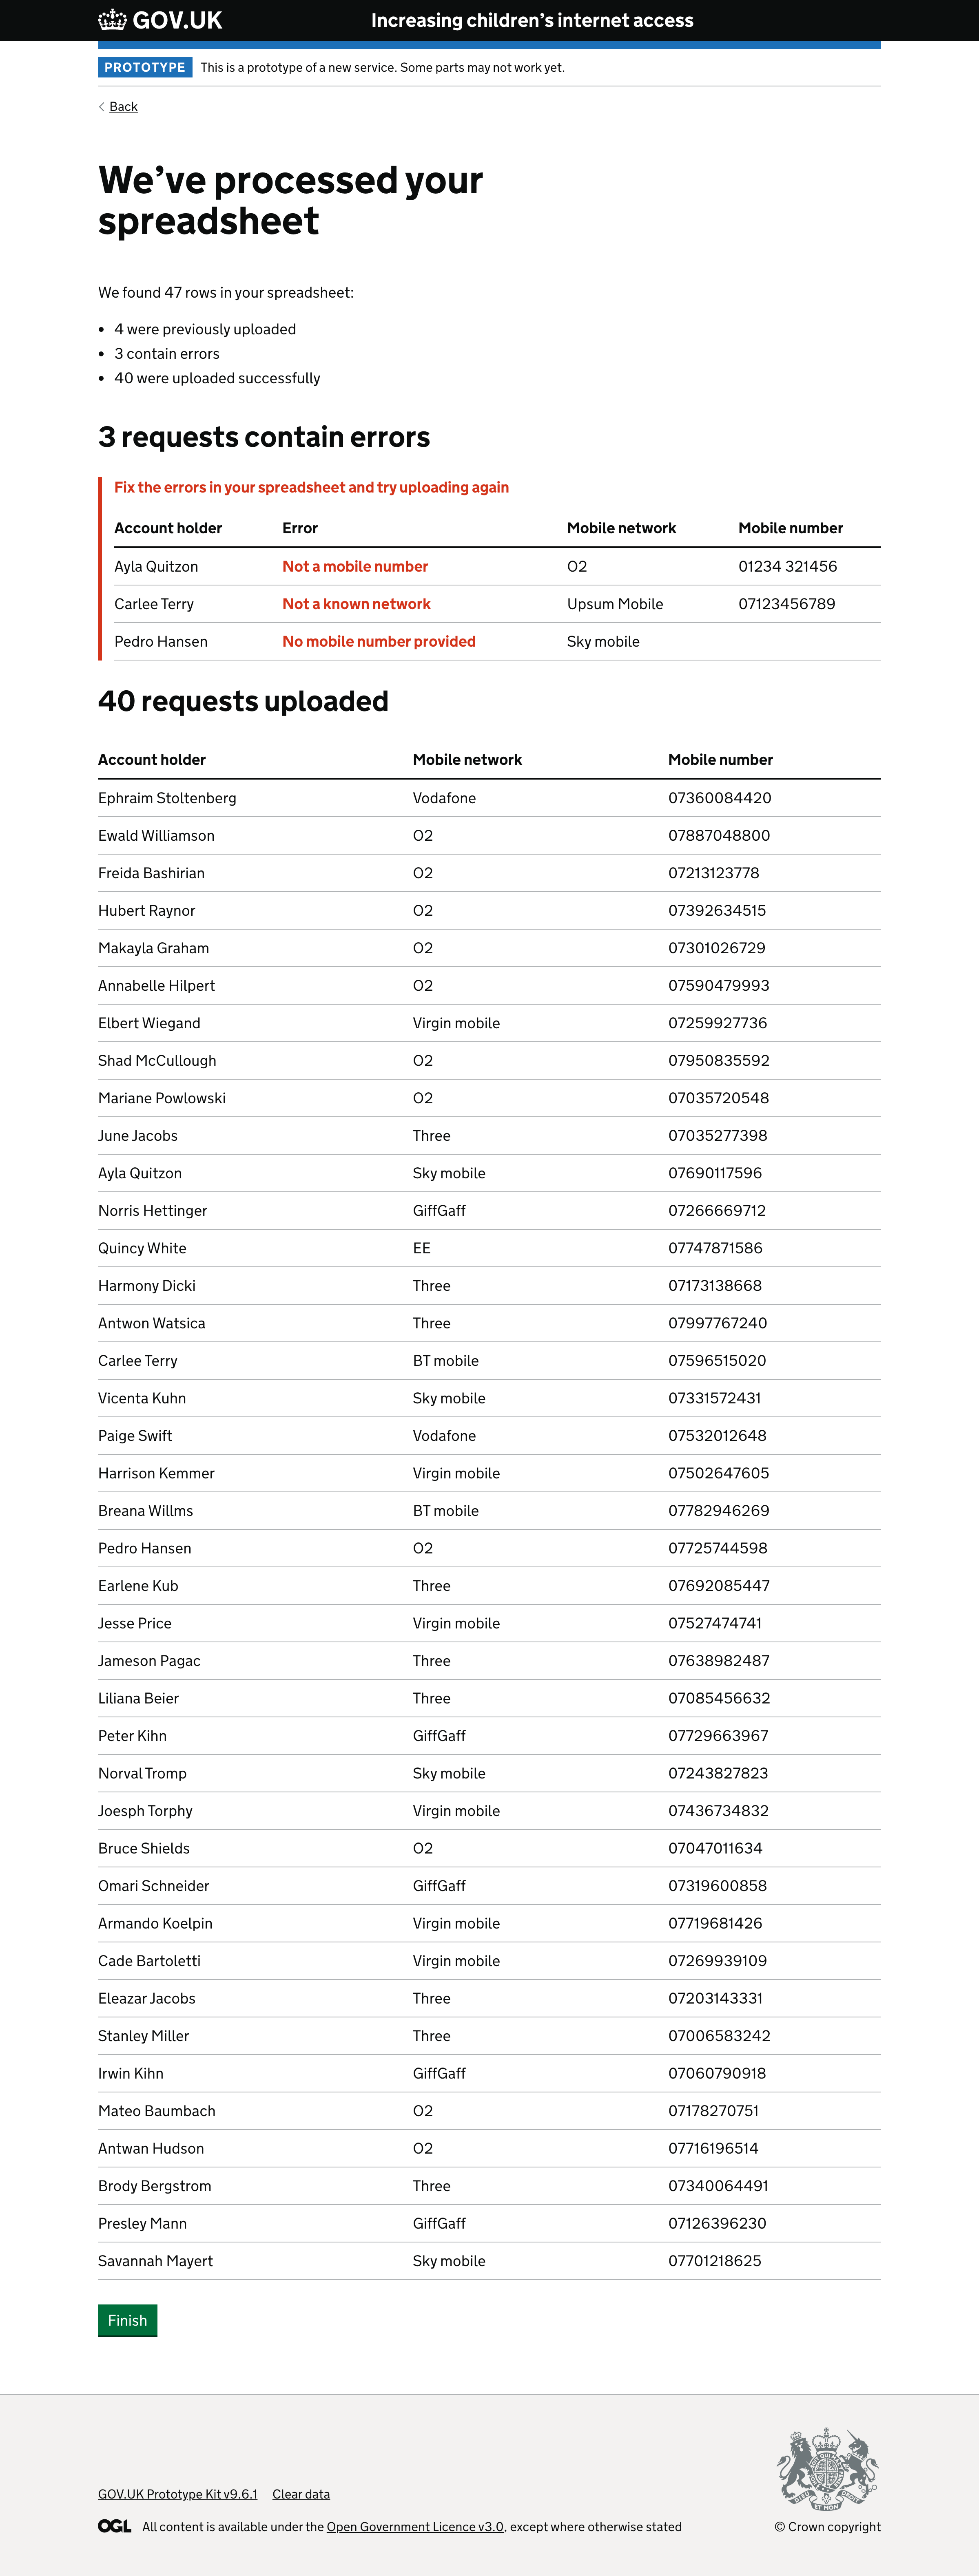 GOV.UK Increasing children’s internet access
PROTOTYPE This is a prototype of a new service. Some parts may not work yet.
Back
We’ve processed your
spreadsheet
We found 47 rows in your spreadsheet:
• 4 were previously uploaded
• 3 contain errors
• 40 were uploaded successfully
3 requests contain errors
Fix the errors in your spreadsheet and try uploading again
Account holder Error Mobile network Mobile number
Ayla Quitzon Not a mobile number O2 01234 321456
Carlee Terry Not a known network Upsum Mobile 07123456789
Pedro Hansen No mobile number provided Sky mobile
40 requests uploaded
Account holder Mobile network Mobile number
Ephraim Stoltenberg Vodafone 07360084420
Ewald Williamson O2 07887048800
Freida Bashirian O2 07213123778
Hubert Raynor O2 07392634515
Makayla Graham O2 07301026729
Annabelle Hilpert O2 07590479993
Elbert Wiegand Virgin mobile 07259927736
Shad McCullough O2 07950835592
Mariane Powlowski O2 07035720548
June Jacobs Three 07035277398
Ayla Quitzon Sky mobile 07690117596
Norris Hettinger GiffGaff 07266669712
Quincy White EE 07747871586
Harmony Dicki Three 07173138668
Antwon Watsica Three 07997767240
Carlee Terry BT mobile 07596515020
Vicenta Kuhn Sky mobile 07331572431
Paige Swift Vodafone 07532012648
Harrison Kemmer Virgin mobile 07502647605
Breana Willms BT mobile 07782946269
Pedro Hansen O2 07725744598
Earlene Kub Three 07692085447
Jesse Price Virgin mobile 07527474741
Jameson Pagac Three 07638982487
Liliana Beier Three 07085456632
Peter Kihn GiffGaff 07729663967
Norval Tromp Sky mobile 07243827823
Joesph Torphy Virgin mobile 07436734832
Bruce Shields O2 07047011634
Omari Schneider GiffGaff 07319600858
Armando Koelpin Virgin mobile 07719681426
Cade Bartoletti Virgin mobile 07269939109
Eleazar Jacobs Three 07203143331
Stanley Miller Three 07006583242
Irwin Kihn GiffGaff 07060790918
Mateo Baumbach O2 07178270751
Antwan Hudson O2 07716196514
Brody Bergstrom Three 07340064491
Presley Mann GiffGaff 07126396230
Savannah Mayert Sky mobile 07701218625
Finish
GOV.UK Prototype Kit v9.6.1 Clear data
OGL All content is available under the Open Government Licence v3.0, except where otherwise stated
© Crown copyright